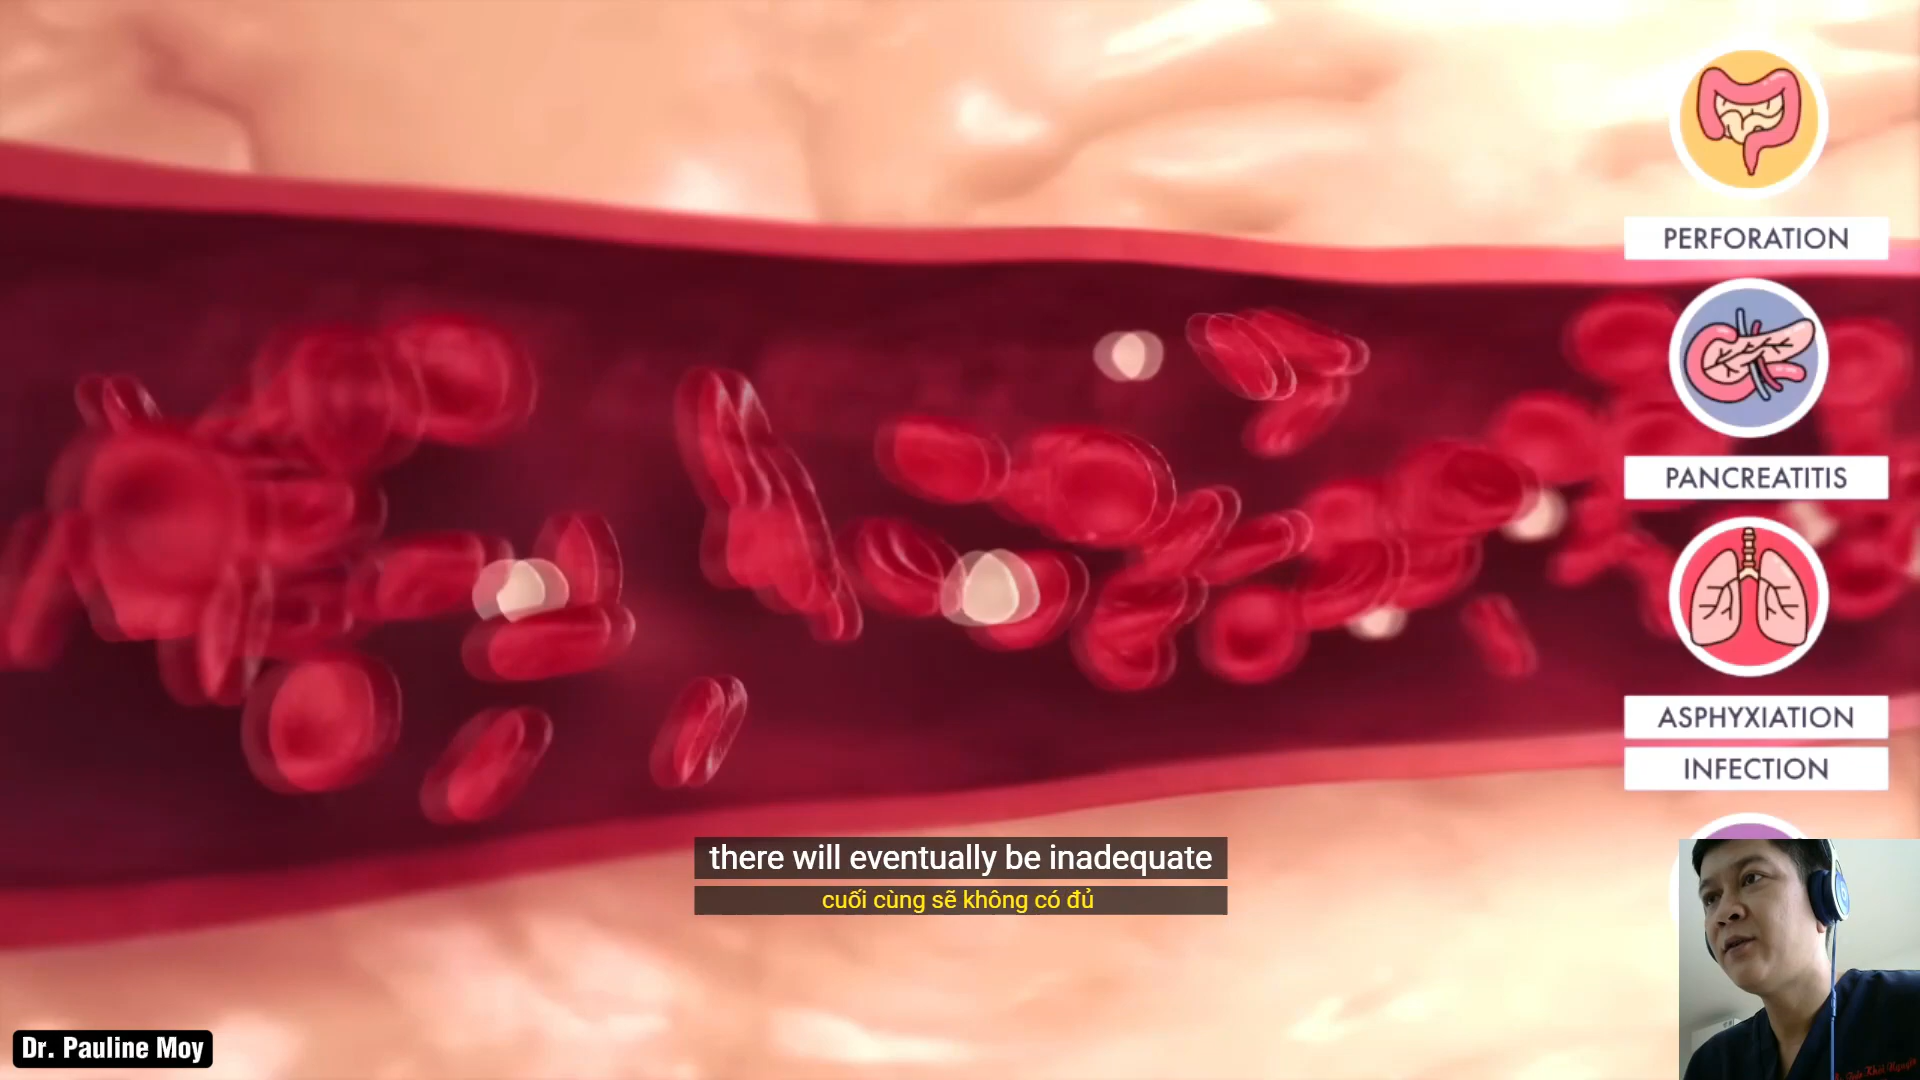 PERFORATION
PANCREATITIS
ASPHYXIATION
INFECTION
there will eventually be inadequate
cuối cùng sẽ không có đủ
Dr. Pauline Moy